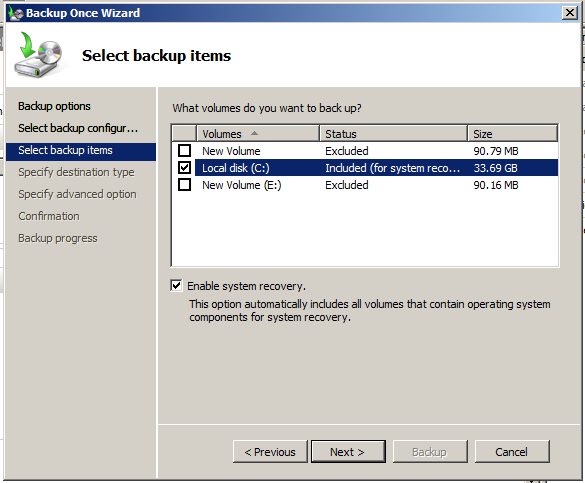 Backup Once Wizard
Select backup items
Backup options
Select backup configur...
Select backup items
Specify destination type
Specify advanced option
Confirmation
Backup progress
What volumes do you want to back up?
Volumes Status Size
New Volume Excluded 90.79 MB
Local disk (C:) Included (for system reco... 33.69 GB
New Volume (E:) Excluded 90.16 MB
Enable system recovery.
This option automatically includes all volumes that contain operating system
components for system recovery.
< Previous Next > Backup Cancel